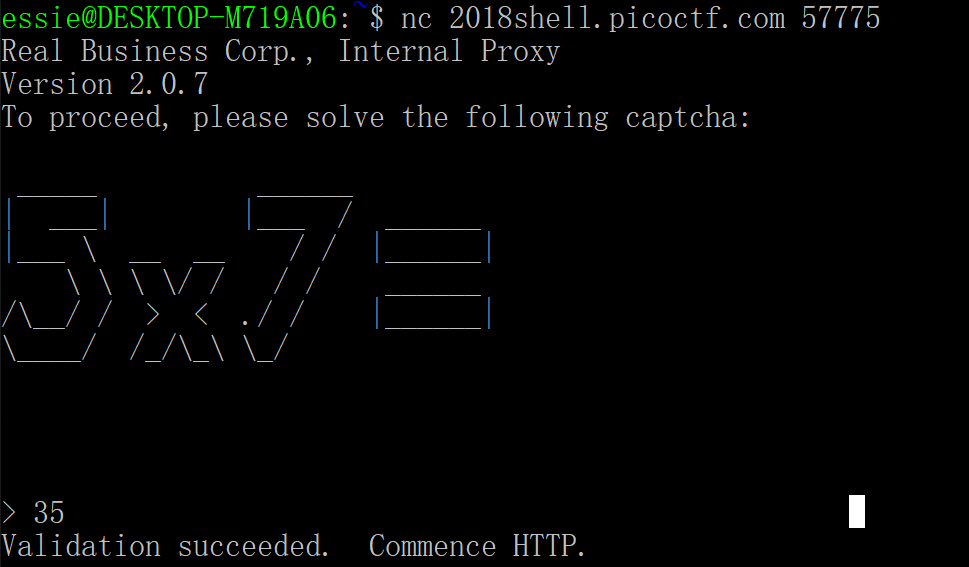 essie@DESKTOP-M719A06:~$ nc 2018shell.picoctf.com 57775
Real Business Corp., Internal Proxy
Version 2.0.7
To proceed, please solve the following captcha:
5x7=
> 35
Validation succeeded.  Commence HTTP.